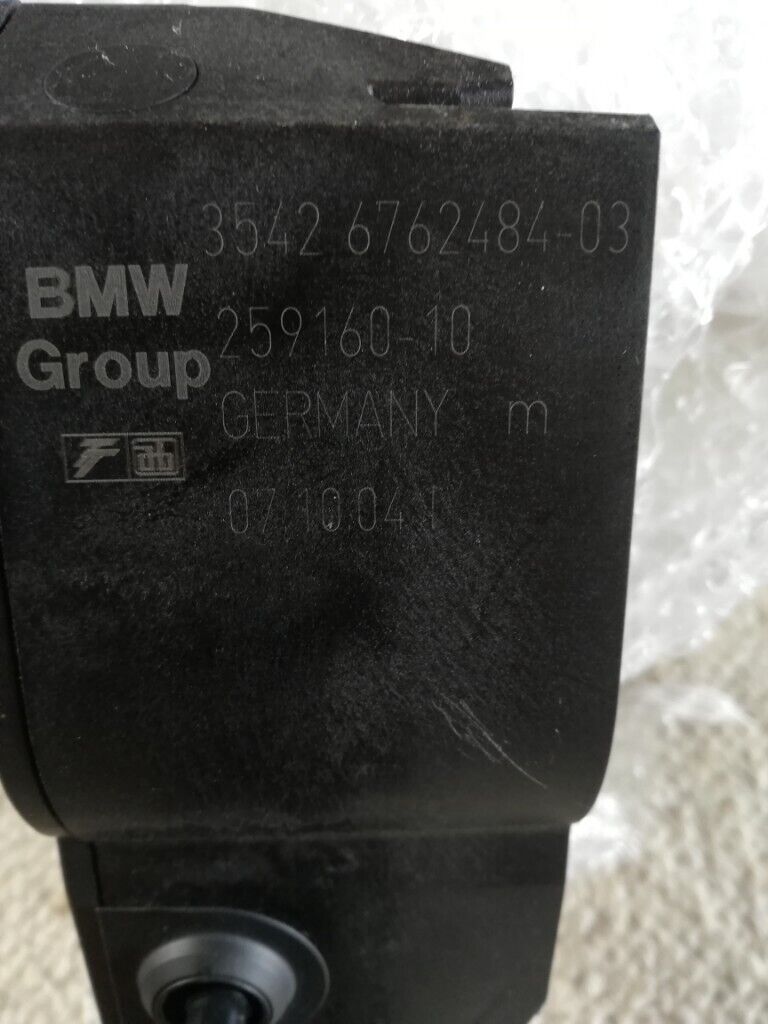 3542 6762484-03
BMW
Group
259160-10
GERMANY m
07.10.04 1